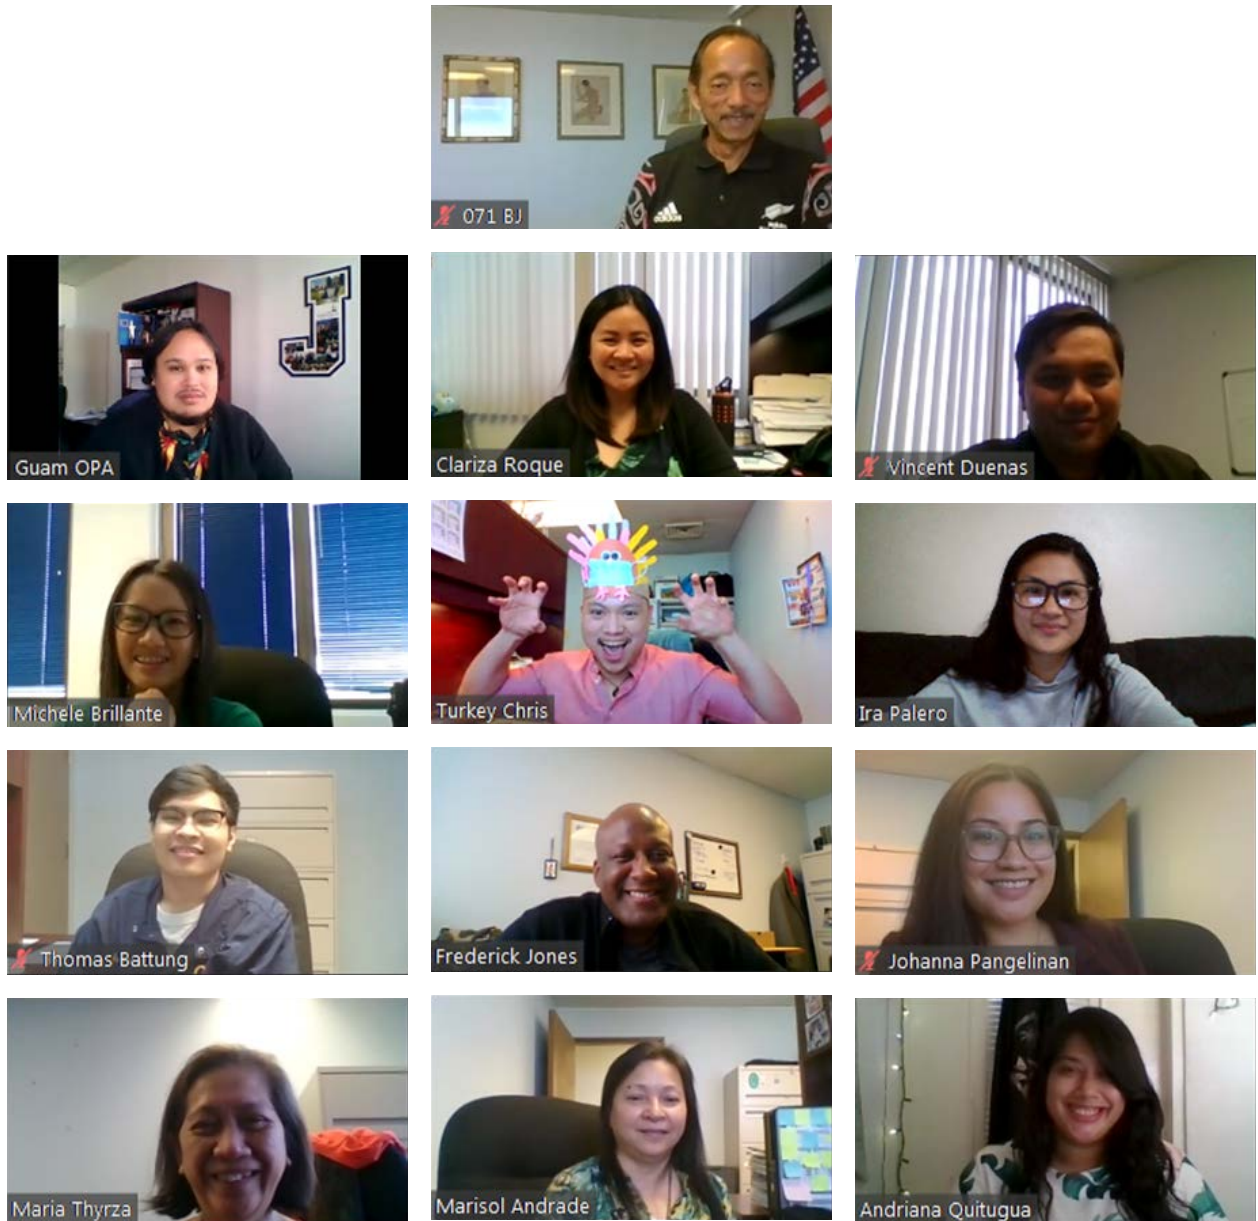 071 BJ
adidas
Guam OPA
J
Clariza Roque
Vincent Duenas
Michele Brillante
Turkey Chris
Ira Palero
Thomas Battung
Frederick Jones
Johanna Pangelinan
Maria Thyrza
Marisol Andrade
Andriana Quitugua